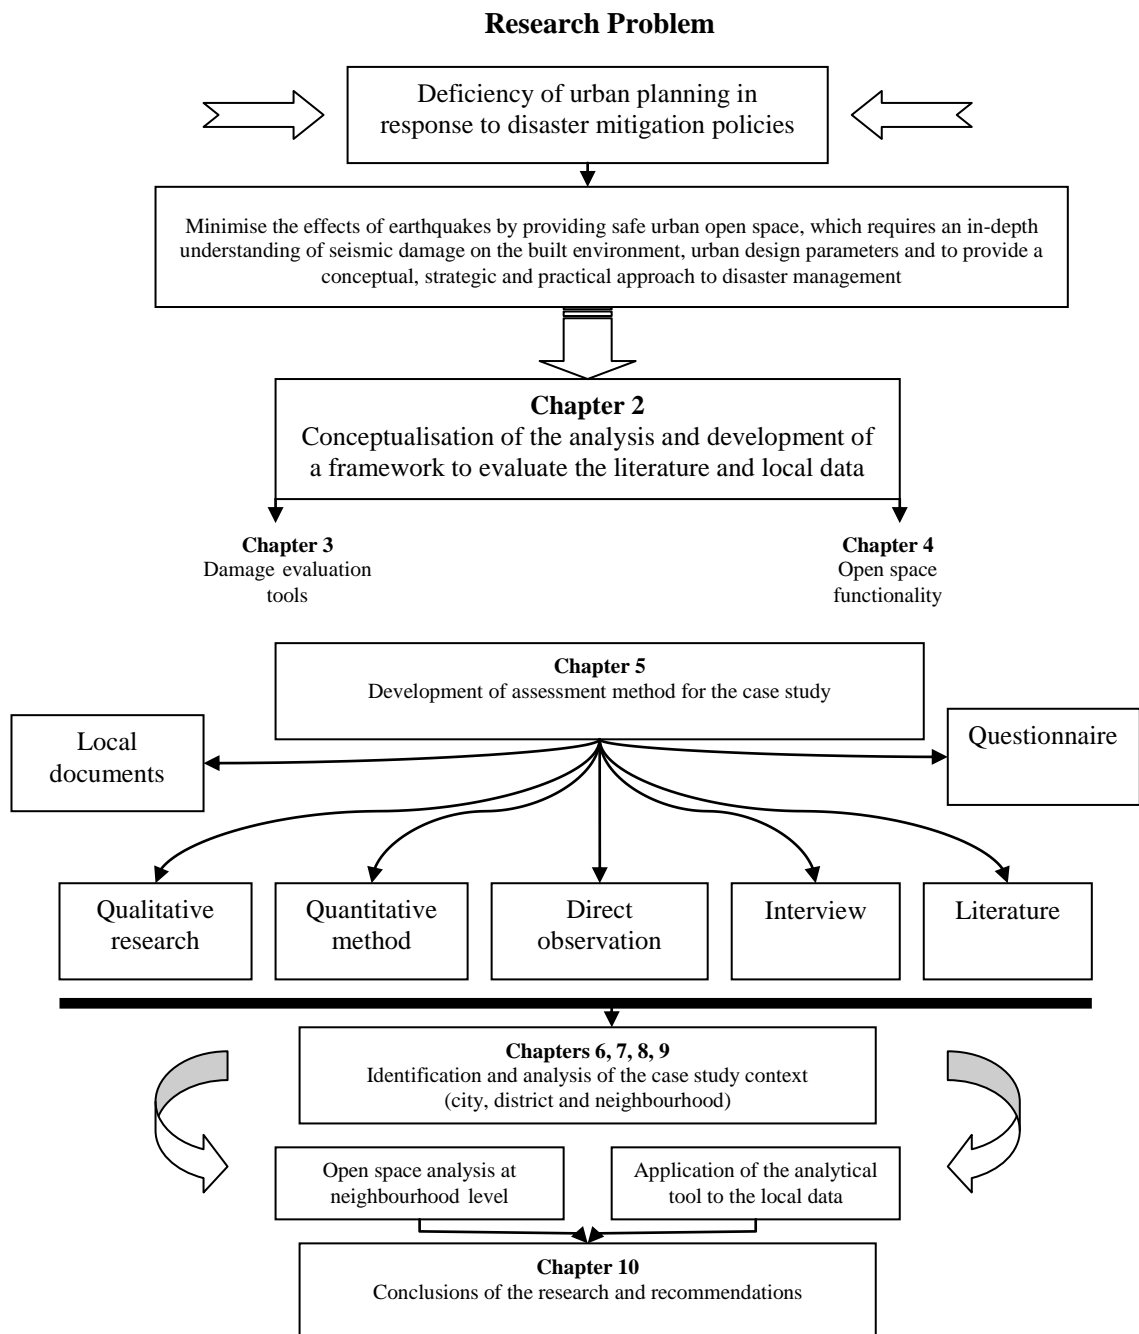 Research Problem
Deficiency of urban planning in
response to disaster mitigation policies
Minimise the effects of earthquakes by providing safe urban open space, which requires an in-depth
understanding of seismic damage on the built environment, urban design parameters and to provide a
conceptual, strategic and practical approach to disaster management
Chapter 2
Conceptualisation of the analysis and development of
a framework to evaluate the literature and local data
Chapter 3
Damage evaluation
tools
Chapter 4
Open space
functionality
Chapter 5
Development of assessment method for the case study
Local
documents
Questionnaire
Qualitative
research
Quantitative
method
Direct
observation
Interview
Literature
Chapters 6, 7, 8, 9
Identification and analysis of the case study context
(city, district and neighbourhood)
Open space analysis at
neighbourhood level
Application of the analytical
tool to the local data
Chapter 10
Conclusions of the research and recommendations